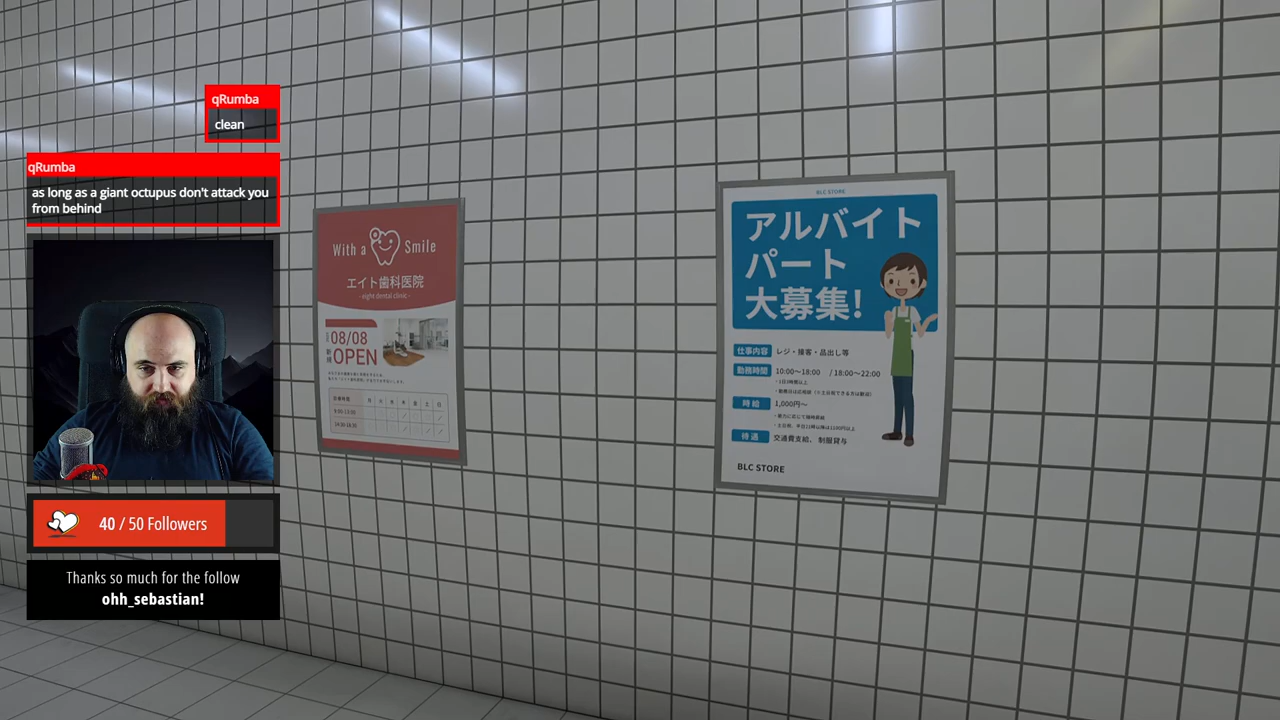 qRumba
clean
qRumba
as long as a giant octupus don't attack you
from behind
40 / 50 Followers
Thanks so much for the follow
ohh_sebastian!
With a Smile
エイト歯科医院
- eight dental clinic -
08/08
OPEN
BLC STORE
アルバイト
パート
大募集!
仕事内容 レジ・接客・品出し等
勤務時間 10:00〜18:00 / 18:00〜22:00
時給 1,000円〜
待遇 交通費支給、制服貸与
BLC STORE